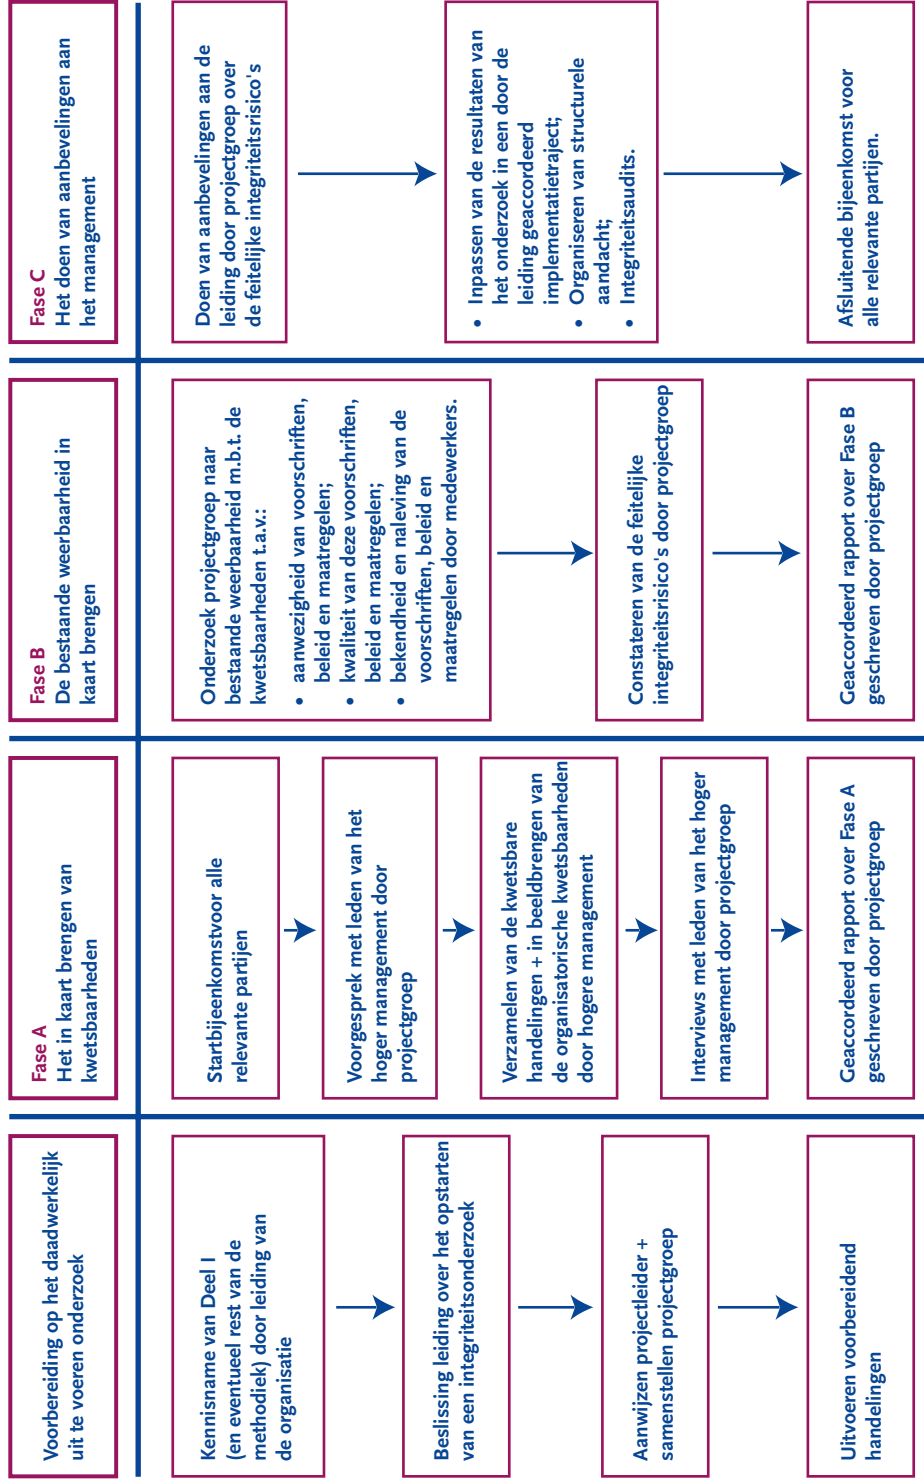 Voorbereiding op het daadwerkelijk
uit te voeren onderzoek
Kennisname van Deel I
(en eventueel rest van de
methodiek) door leiding van
de organisatie
Beslissing leiding over het opstarten
van een integriteitsonderzoek
Aanwijzen projectleider +
samenstellen projectgroep
Uitvoeren voorbereidend
handelingen
Fase A
Het in kaart brengen van
kwetsbaarheden
Startbijeenkomstvoor alle
relevante partijen
Voorgesprek met leden van het
hoger management door
projectgroep
Verzamelen van de kwetsbare
handelingen + in beeldbrengen van
de organisatorische kwetsbaarheden
door hogere management
Interviews met leden van het hoger
management door projectgroep
Geaccordeerd rapport over Fase A
geschreven door projectgroep
Fase B
De bestaande weerbaarheid in
kaart brengen
Onderzoek projectgroep naar
bestaande weerbaarheid m.b.t. de
kwetsbaarheden t.a.v.:
• aanwezigheid van voorschriften,
beleid en maatregelen;
• kwaliteit van deze voorschriften,
beleid en maatregelen;
• bekendheid en naleving van de
voorschriften, beleid en
maatregelen door medewerkers.
Constateren van de feitelijke
integriteitsrisico's door projectgroep
Geaccordeerd rapport over Fase B
geschreven door projectgroep
Fase C
Het doen van aanbevelingen aan
het management
Doen van aanbevelingen aan de
leiding door projectgroep over
de feitelijke integriteitsrisico's
• Inpassen van de resultaten van
het onderzoek in een door de
leiding geaccordeerd
implementatietraject;
• Organiseren van structurele
aandacht;
• Integriteitsaudits.
Afsluitende bijeenkomst voor
alle relevante partijen.